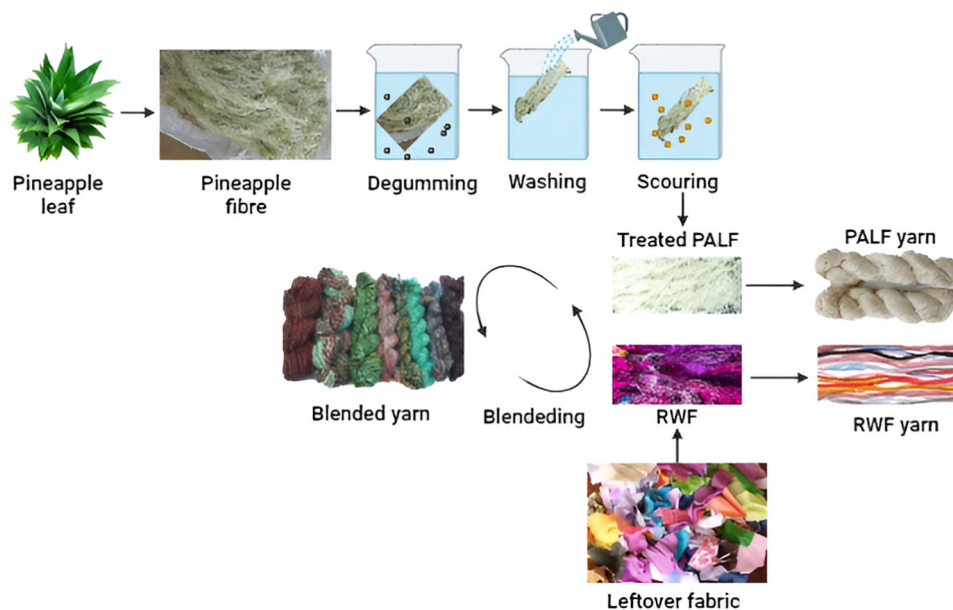 Pineapple
leaf
Pineapple
fibre
Degumming
Washing
Scouring
Treated PALF
PALF yarn
Blended yarn
Blendeding
RWF
RWF yarn
Leftover fabric